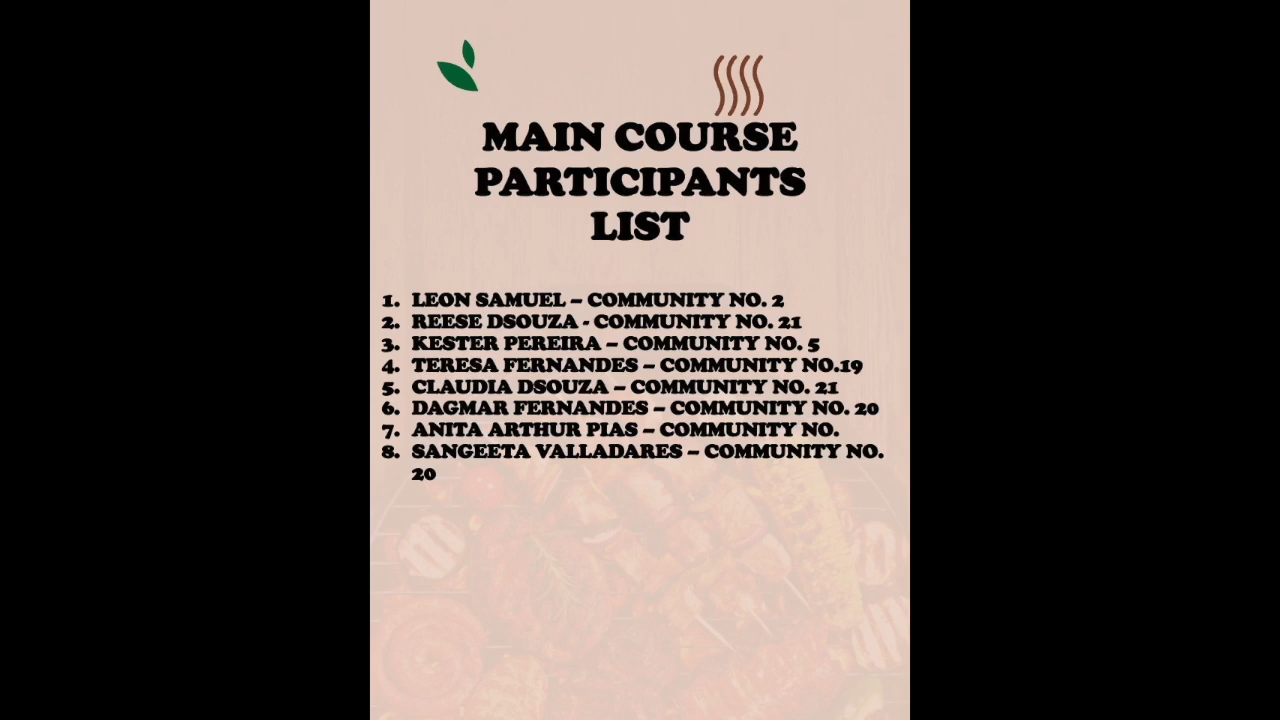 MAIN COURSE
PARTICIPANTS
LIST
1. LEON SAMUEL – COMMUNITY NO. 2
2. REESE DSOUZA - COMMUNITY NO. 21
3. KESTER PEREIRA – COMMUNITY NO. 5
4. TERESA FERNANDES – COMMUNITY NO.19
5. CLAUDIA DSOUZA – COMMUNITY NO. 21
6. DAGMAR FERNANDES – COMMUNITY NO. 20
7. ANITA ARTHUR PIAS – COMMUNITY NO.
8. SANGEETA VALLADARES – COMMUNITY NO.
20